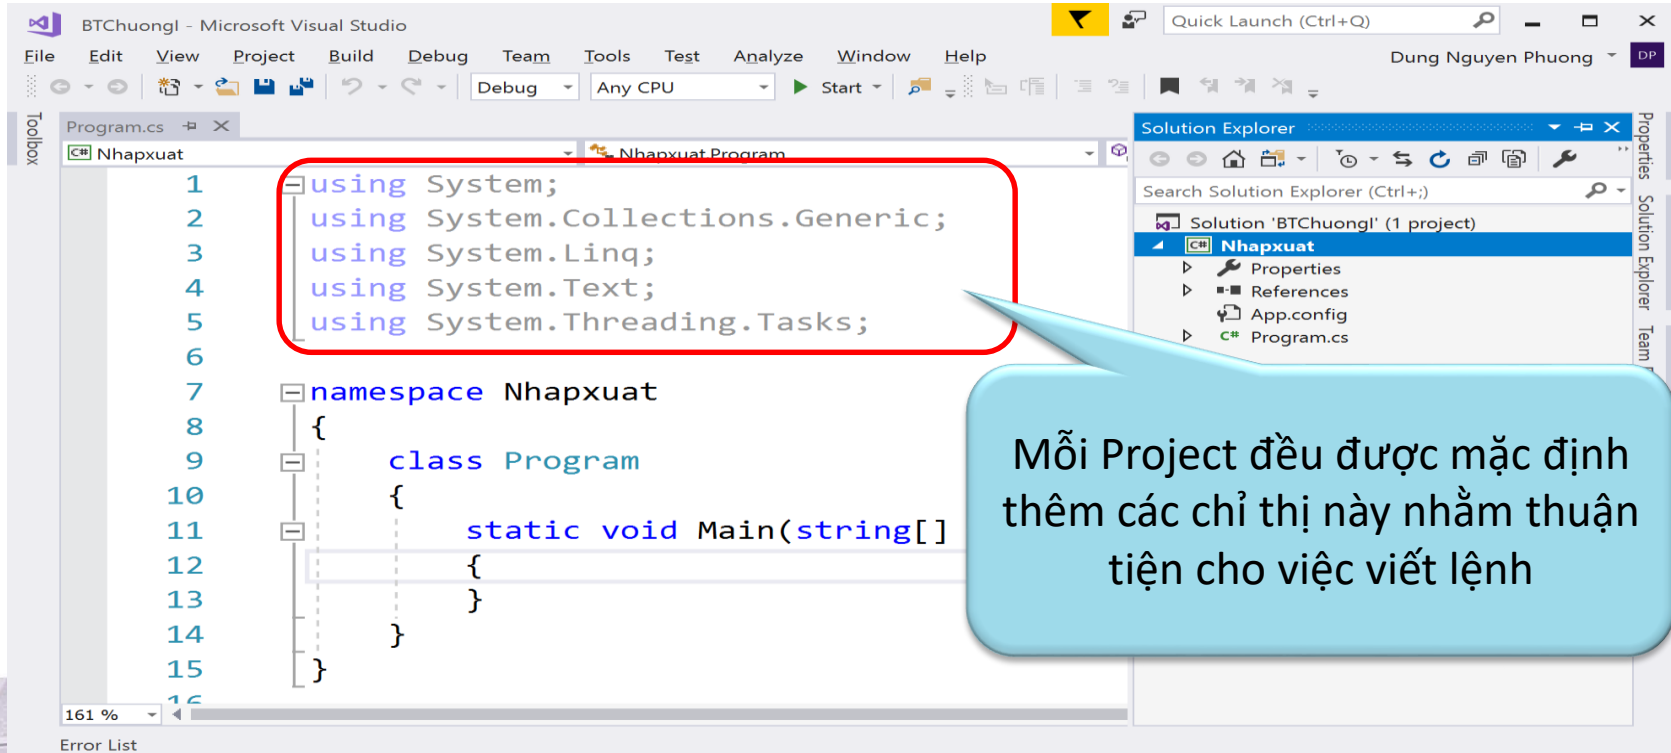 BTChuongI - Microsoft Visual Studio
Quick Launch (Ctrl+Q)
File Edit View Project Build Debug Team Tools Test Analyze Window Help
Dung Nguyen Phuong DP
Debug Any CPU Start
Toolbox
Program.cs
C# Nhapxuat
Nhapxuat.Program
1 using System;
2 using System.Collections.Generic;
3 using System.Linq;
4 using System.Text;
5 using System.Threading.Tasks;
6
7 namespace Nhapxuat
8 {
9 class Program
10 {
11 static void Main(string[]
12 {
13 }
14 }
15 }
16
161 %
Error List
Solution Explorer
Search Solution Explorer (Ctrl+;)
Solution 'BTChuongI' (1 project)
C# Nhapxuat
Properties
References
App.config
C# Program.cs
Properties
Solution Explorer
Team
Mỗi Project đều được mặc định
thêm các chỉ thị này nhằm thuận
tiện cho việc viết lệnh